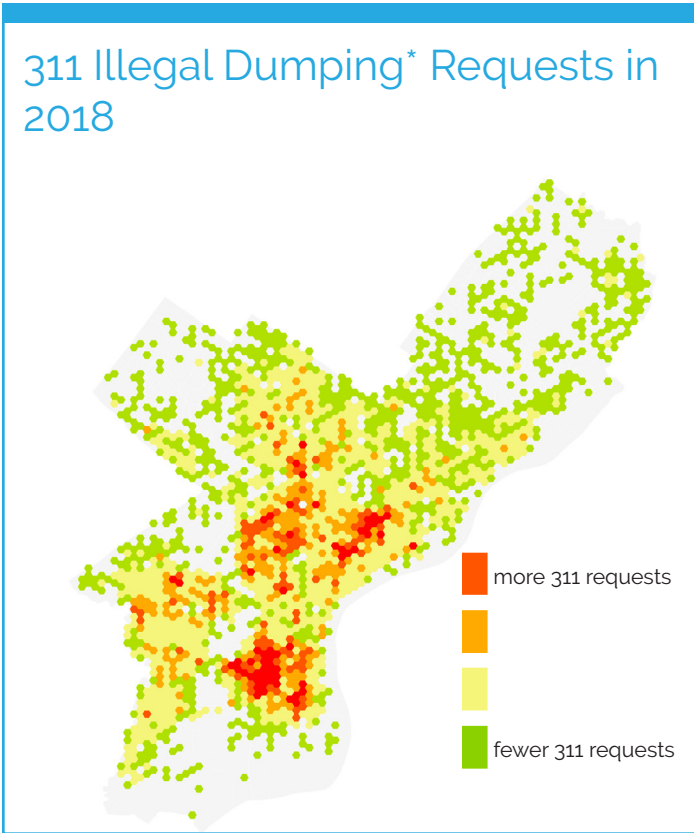 311 Illegal Dumping* Requests in
2018
more 311 requests
fewer 311 requests